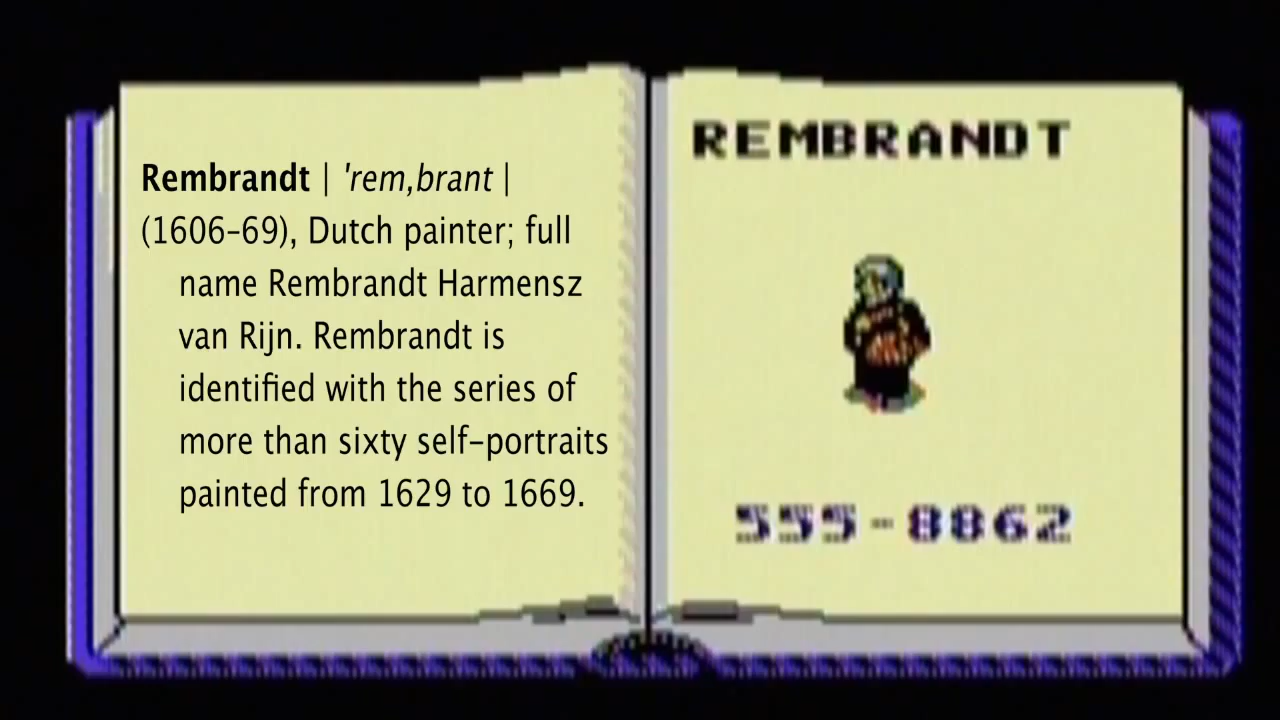 Rembrandt | 'rem,brant |
(1606–69), Dutch painter; full
name Rembrandt Harmensz
van Rijn. Rembrandt is
identified with the series of
more than sixty self–portraits
painted from 1629 to 1669.
REMBRANDT
555-8862